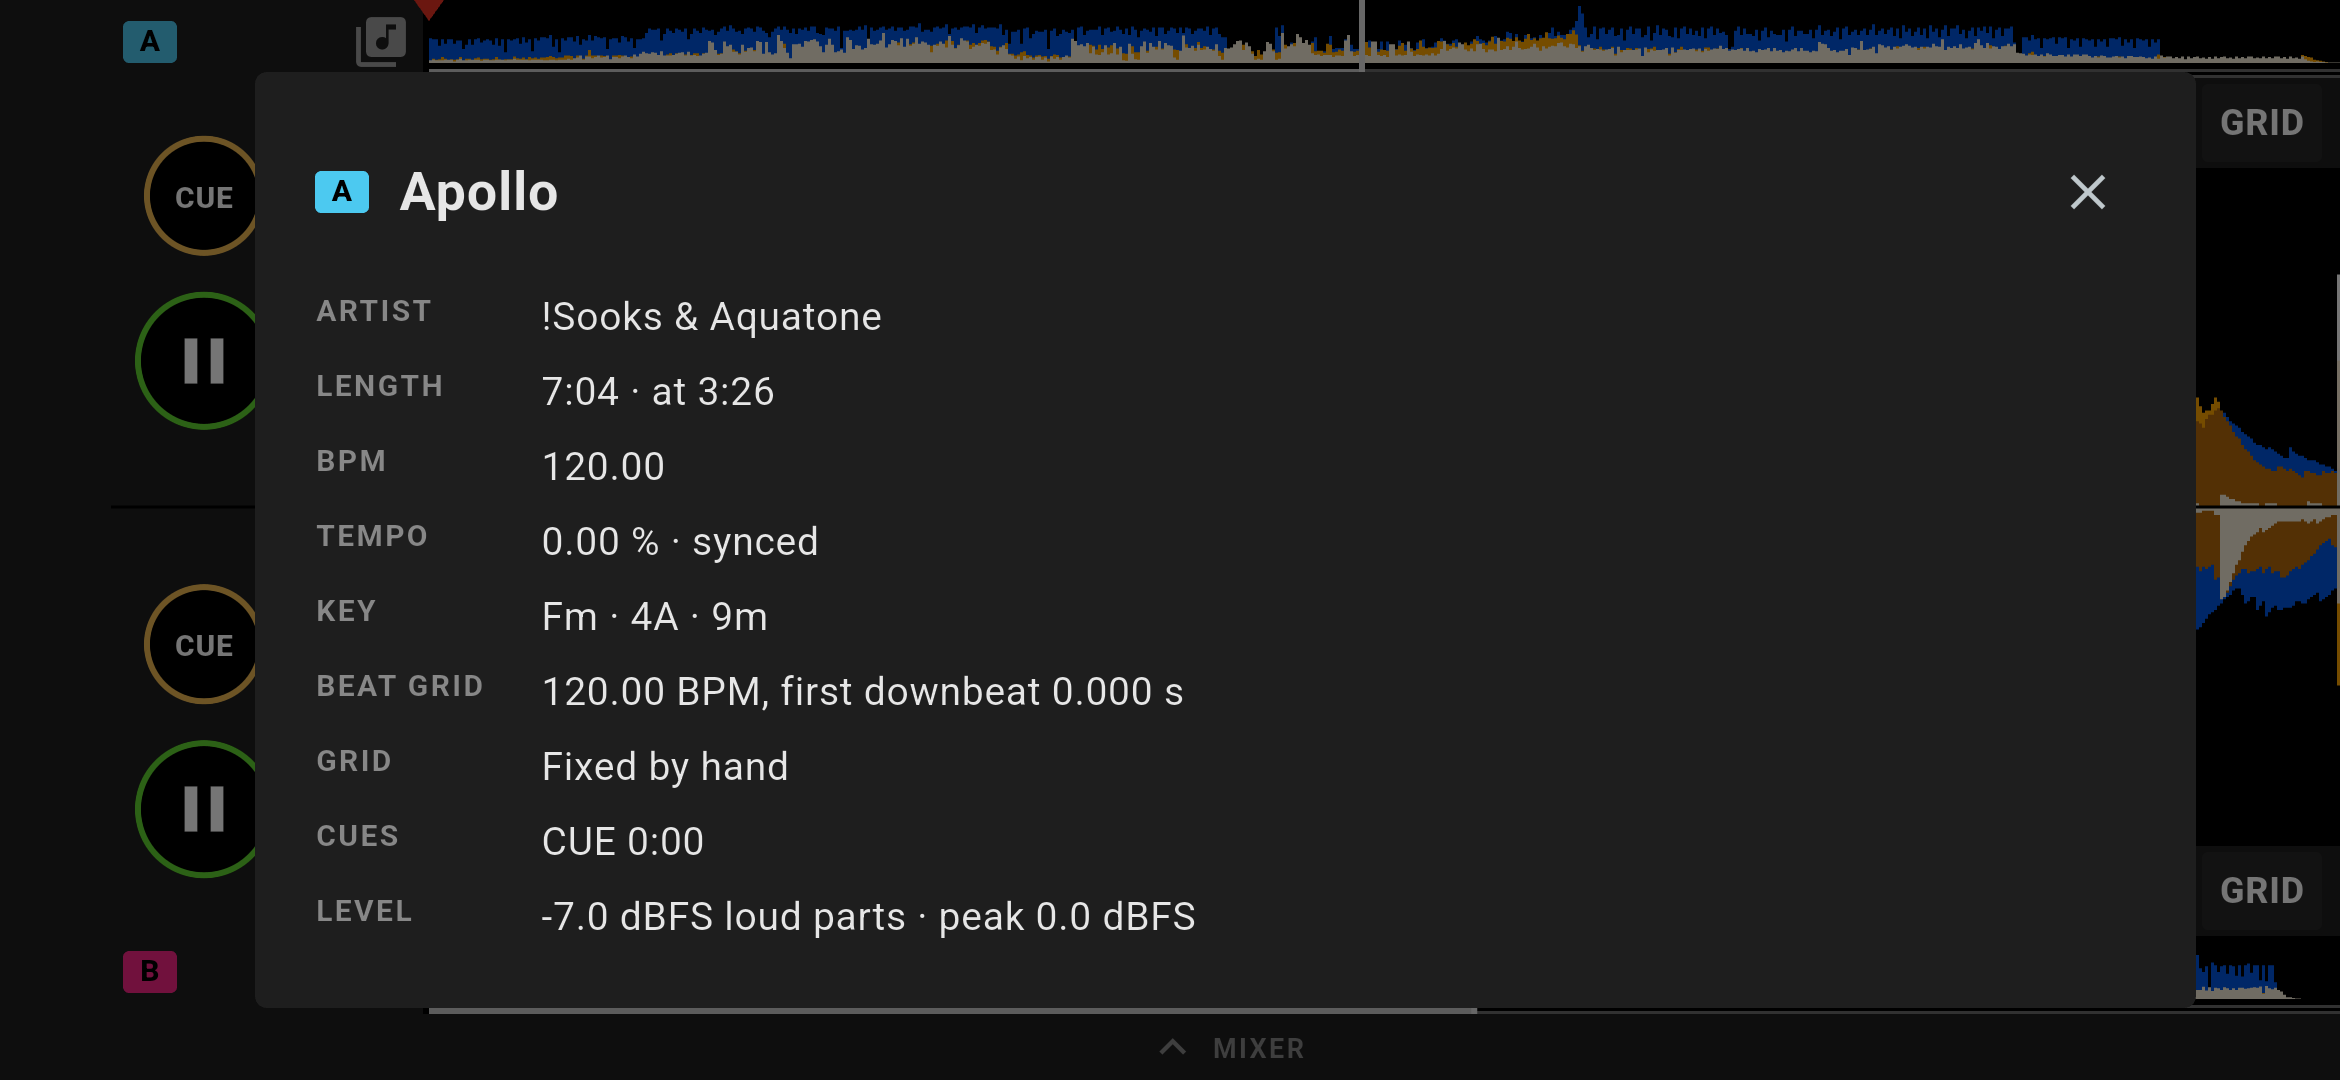 A
GRID
A Apollo
CUE
ARTIST !Sooks & Aquatone
LENGTH 7:04 · at 3:26
BPM 120.00
TEMPO 0.00 % · synced
KEY Fm · 4A · 9m
CUE
BEAT GRID 120.00 BPM, first downbeat 0.000 s
GRID Fixed by hand
CUES CUE 0:00
GRID
LEVEL -7.0 dBFS loud parts · peak 0.0 dBFS
B
MIXER